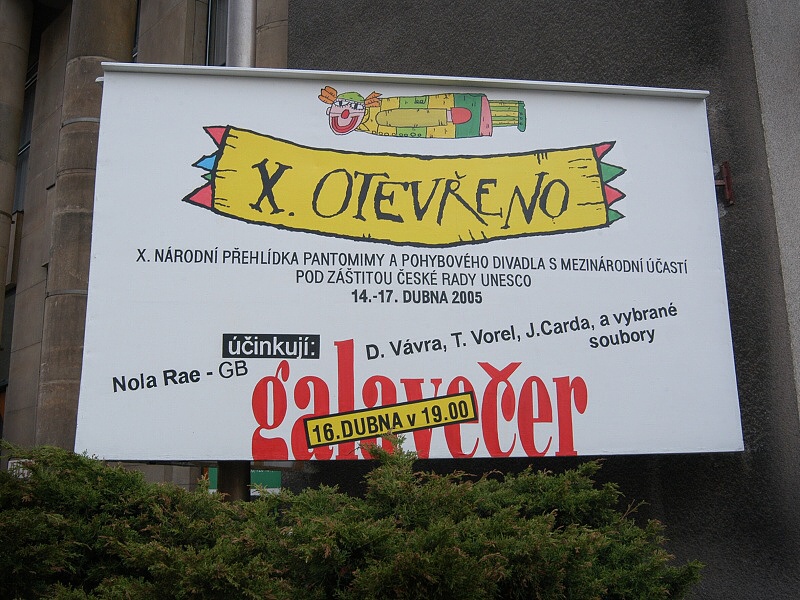 X. OTEVŘENO
X. NÁRODNÍ PŘEHLÍDKA PANTOMIMY A POHYBOVÉHO DIVADLA S MEZINÁRODNÍ ÚČASTÍ
POD ZÁŠTITOU ČESKÉ RADY UNESCO
14.-17. DUBNA 2005
účinkují:
D. Vávra, T. Vorel, J.Carda, a vybrané
soubory
Nola Rae - GB
galavečer
16.DUBNA v 19.00